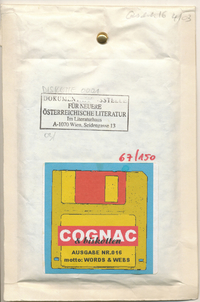 DOKUMENTATIONSSTELLE
FÜR NEUERE
ÖSTERREICHISCHE LITERATUR
Im Literaturhaus
A-1070 Wien, Seidengasse 13
67/150
COGNAC
& biskotten
AUSGABE NR.016
motto: WORDS & WEBS